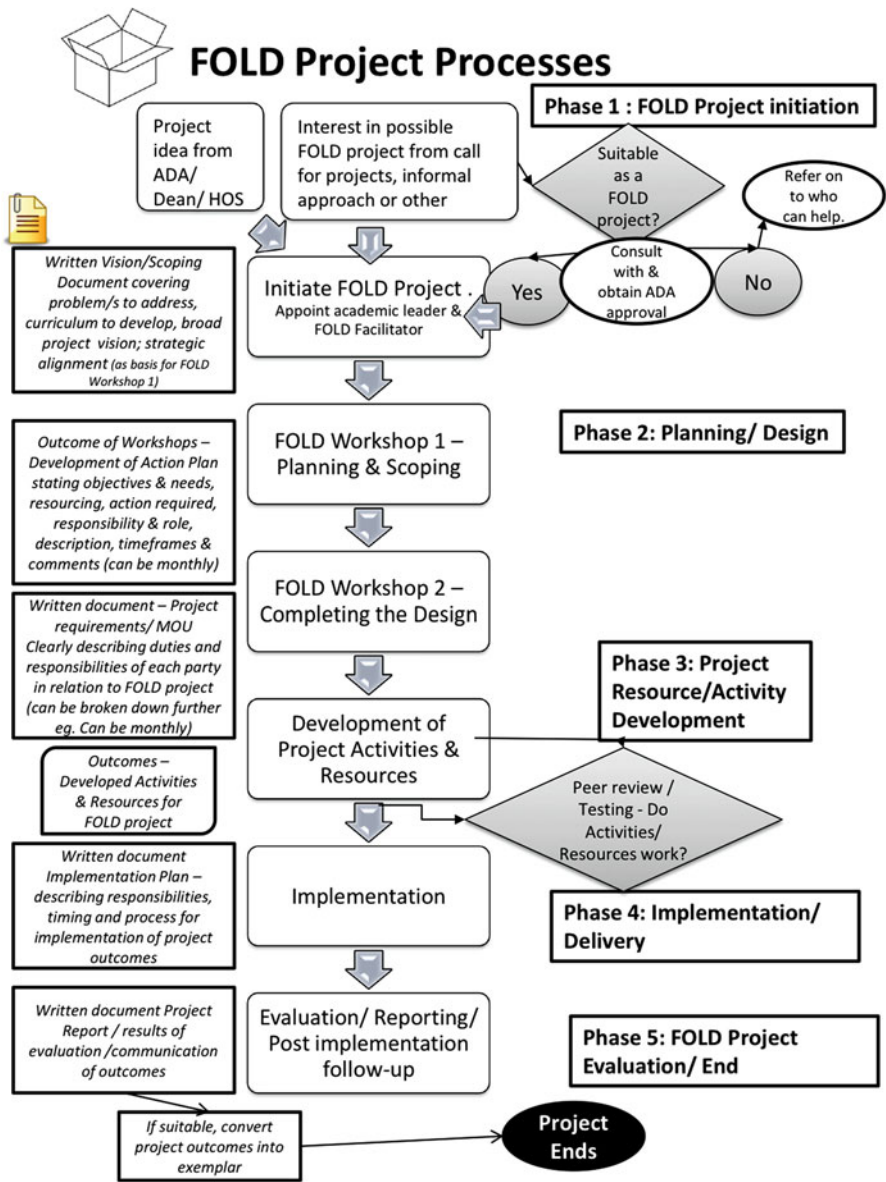 FOLD Project Processes
Phase 1 : FOLD Project initiation
Project
idea from
ADA/
Dean/ HOS
Interest in possible
FOLD project from call
for projects, informal
approach or other
Suitable
as a
FOLD
project?
Refer on
to who
can help.
Written Vision/Scoping
Document covering
problem/s to address,
curriculum to develop, broad
project vision; strategic
alignment (as basis for FOLD
Workshop 1)
Initiate FOLD Project .
Appoint academic leader &
FOLD Facilitator
Yes
Consult
with &
obtain ADA
approval
No
Phase 2: Planning/ Design
Outcome of Workshops –
Development of Action Plan
stating objectives & needs,
resourcing, action required,
responsibility & role,
description, timeframes &
comments (can be monthly)
FOLD Workshop 1 –
Planning & Scoping
FOLD Workshop 2 –
Completing the Design
Written document – Project
requirements/ MOU
Clearly describing duties and
responsibilities of each party
in relation to FOLD project
(can be broken down further
eg. Can be monthly)
Phase 3: Project
Resource/Activity
Development
Development of
Project Activities &
Resources
Outcomes –
Developed Activities
& Resources for
FOLD project
Peer review /
Testing - Do
Activities/
Resources work?
Written document
Implementation Plan –
describing responsibilities,
timing and process for
implementation of project
outcomes
Implementation
Phase 4: Implementation/
Delivery
Written document Project
Report / results of
evaluation /communication
of outcomes
Evaluation/ Reporting/
Post implementation
follow-up
Phase 5: FOLD Project
Evaluation/ End
If suitable, convert
project outcomes into
exemplar
Project
Ends